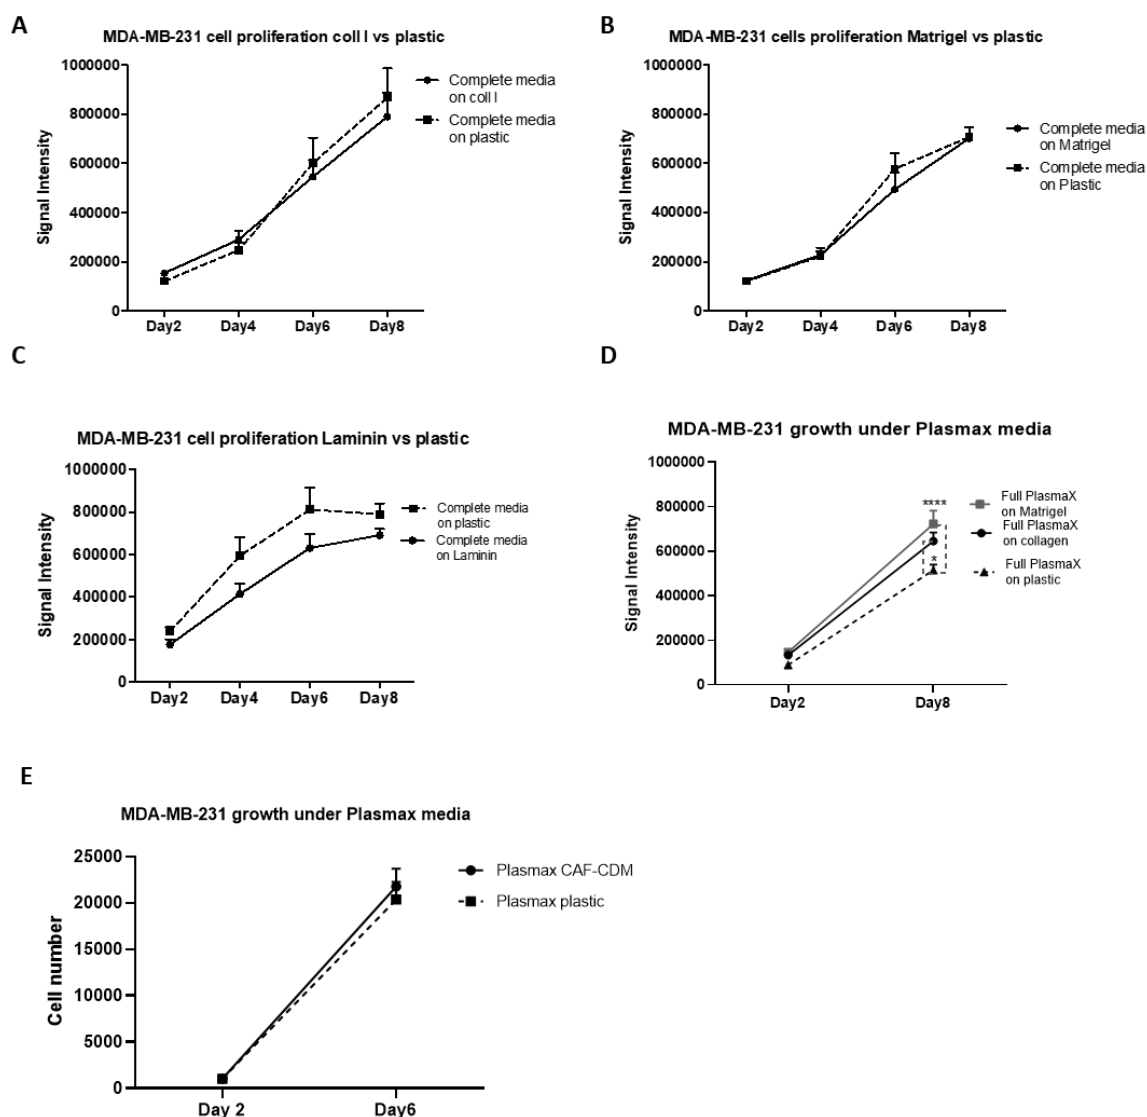 A
MDA-MB-231 cell proliferation coll I vs plastic
1000000
800000
600000
400000
200000
0
Signal Intensity
Day2 Day4 Day6 Day8
Complete media
on coll I
Complete media
on plastic
B
MDA-MB-231 cells proliferation Matrigel vs plastic
1000000
800000
600000
400000
200000
0
Signal Intensity
Day2 Day4 Day6 Day8
Complete media
on Matrigel
Complete media
on Plastic
C
MDA-MB-231 cell proliferation Laminin vs plastic
1000000
800000
600000
400000
200000
0
Signal Intensity
Day2 Day4 Day6 Day8
Complete media
on plastic
Complete media
on Laminin
D
MDA-MB-231 growth under Plasmax media
1000000
800000
600000
400000
200000
0
Signal Intensity
Day2 Day8
****
*
Full PlasmaX
on Matrigel
Full PlasmaX
on collagen
Full PlasmaX
on plastic
E
MDA-MB-231 growth under Plasmax media
25000
20000
15000
10000
5000
0
Cell number
Day 2 Day6
Plasmax CAF-CDM
Plasmax plastic